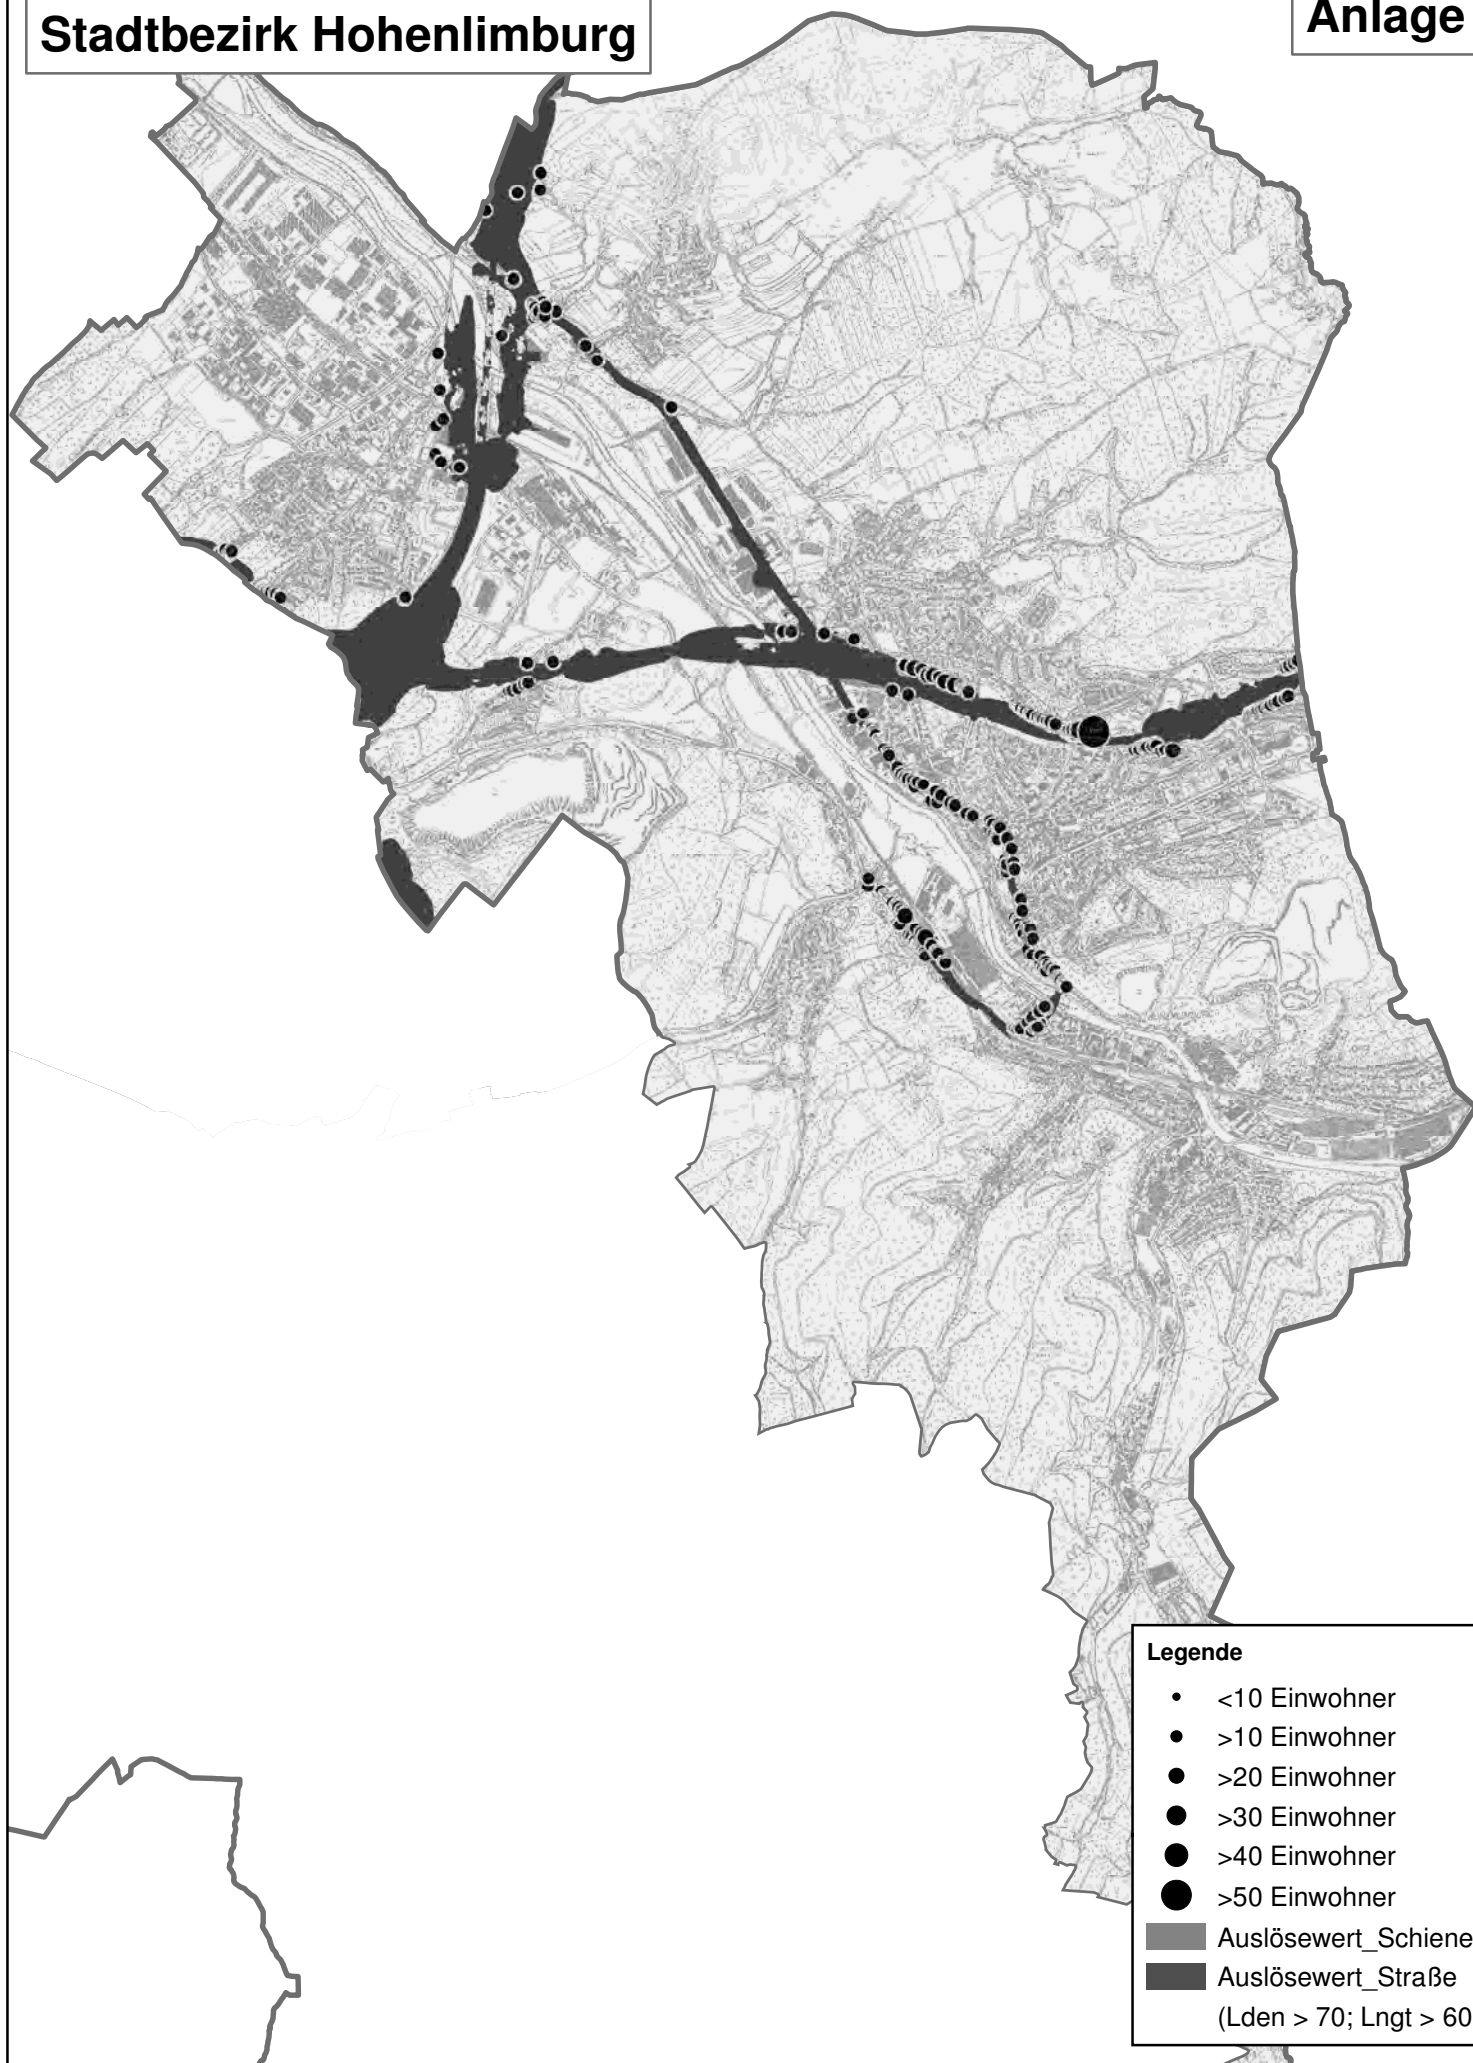 Stadtbezirk Hohenlimburg
Anlage
Legende
<10 Einwohner
>10 Einwohner
>20 Einwohner
>30 Einwohner
>40 Einwohner
>50 Einwohner
Auslösewert_Schiene
Auslösewert_Straße
(Lden > 70; Lngt > 60